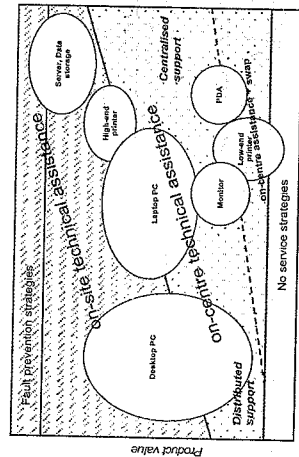 Fault prevention strategies
Server, Data
storage
on-site technical assistance
High-end
printer
Centralised
support
Desktop PC
Laptop PC
PDA
Monitor
Low-end
printer
on-centre technical assistance
on-centre assistance + swap
Distributed
support
No service strategies
Product value